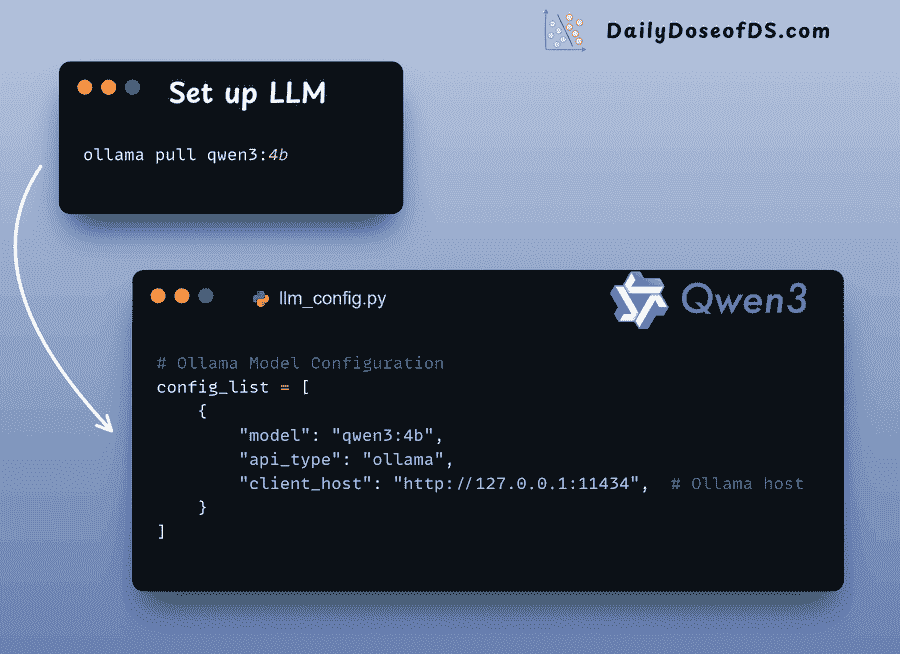 DailyDoseofDS.com
Set up LLM
ollama pull qwen3:4b
llm_config.py
Qwen3
# Ollama Model Configuration
config_list = [
    {
        "model": "qwen3:4b",
        "api_type": "ollama",
        "client_host": "http://127.0.0.1:11434",  # Ollama host
    }
]